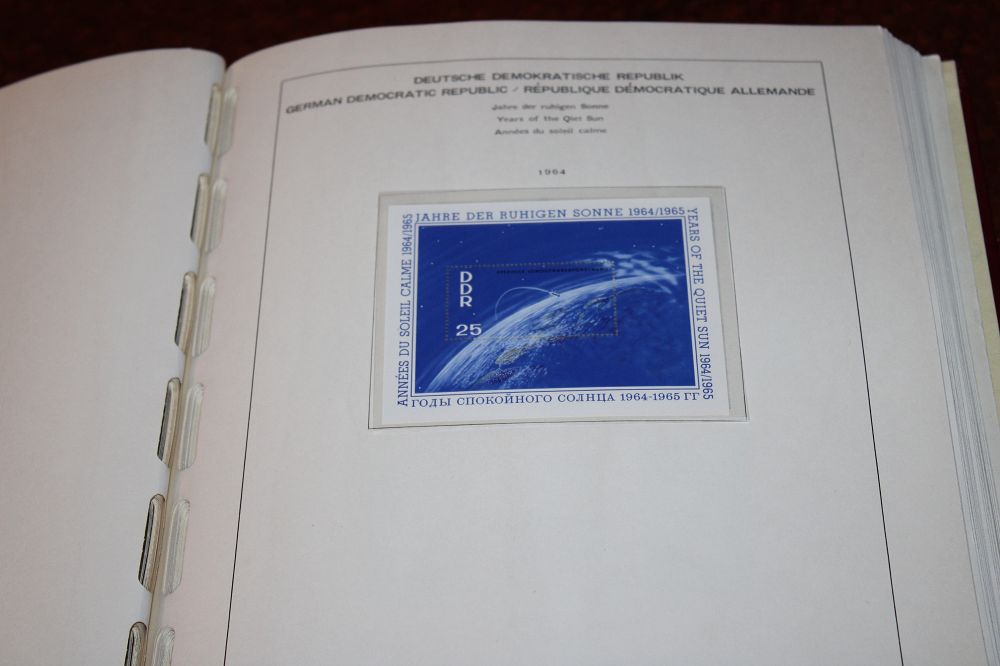 DEUTSCHE DEMOKRATISCHE REPUBLIK
GERMAN DEMOCRATIC REPUBLIC / RÉPUBLIQUE DÉMOCRATIQUE ALLEMANDE
Jahre der ruhigen Sonne
Years of the Qiet Sun
Années du soleil calme
1964
JAHRE DER RUHIGEN SONNE 1964/1965
ANNÉES DU SOLEIL CALME 1964/1965
YEARS OF THE QUIET SUN 1964/1965
DDR
25
ГОДЫ СПОКОЙНОГО СОЛНЦА 1964-1965 ГГ